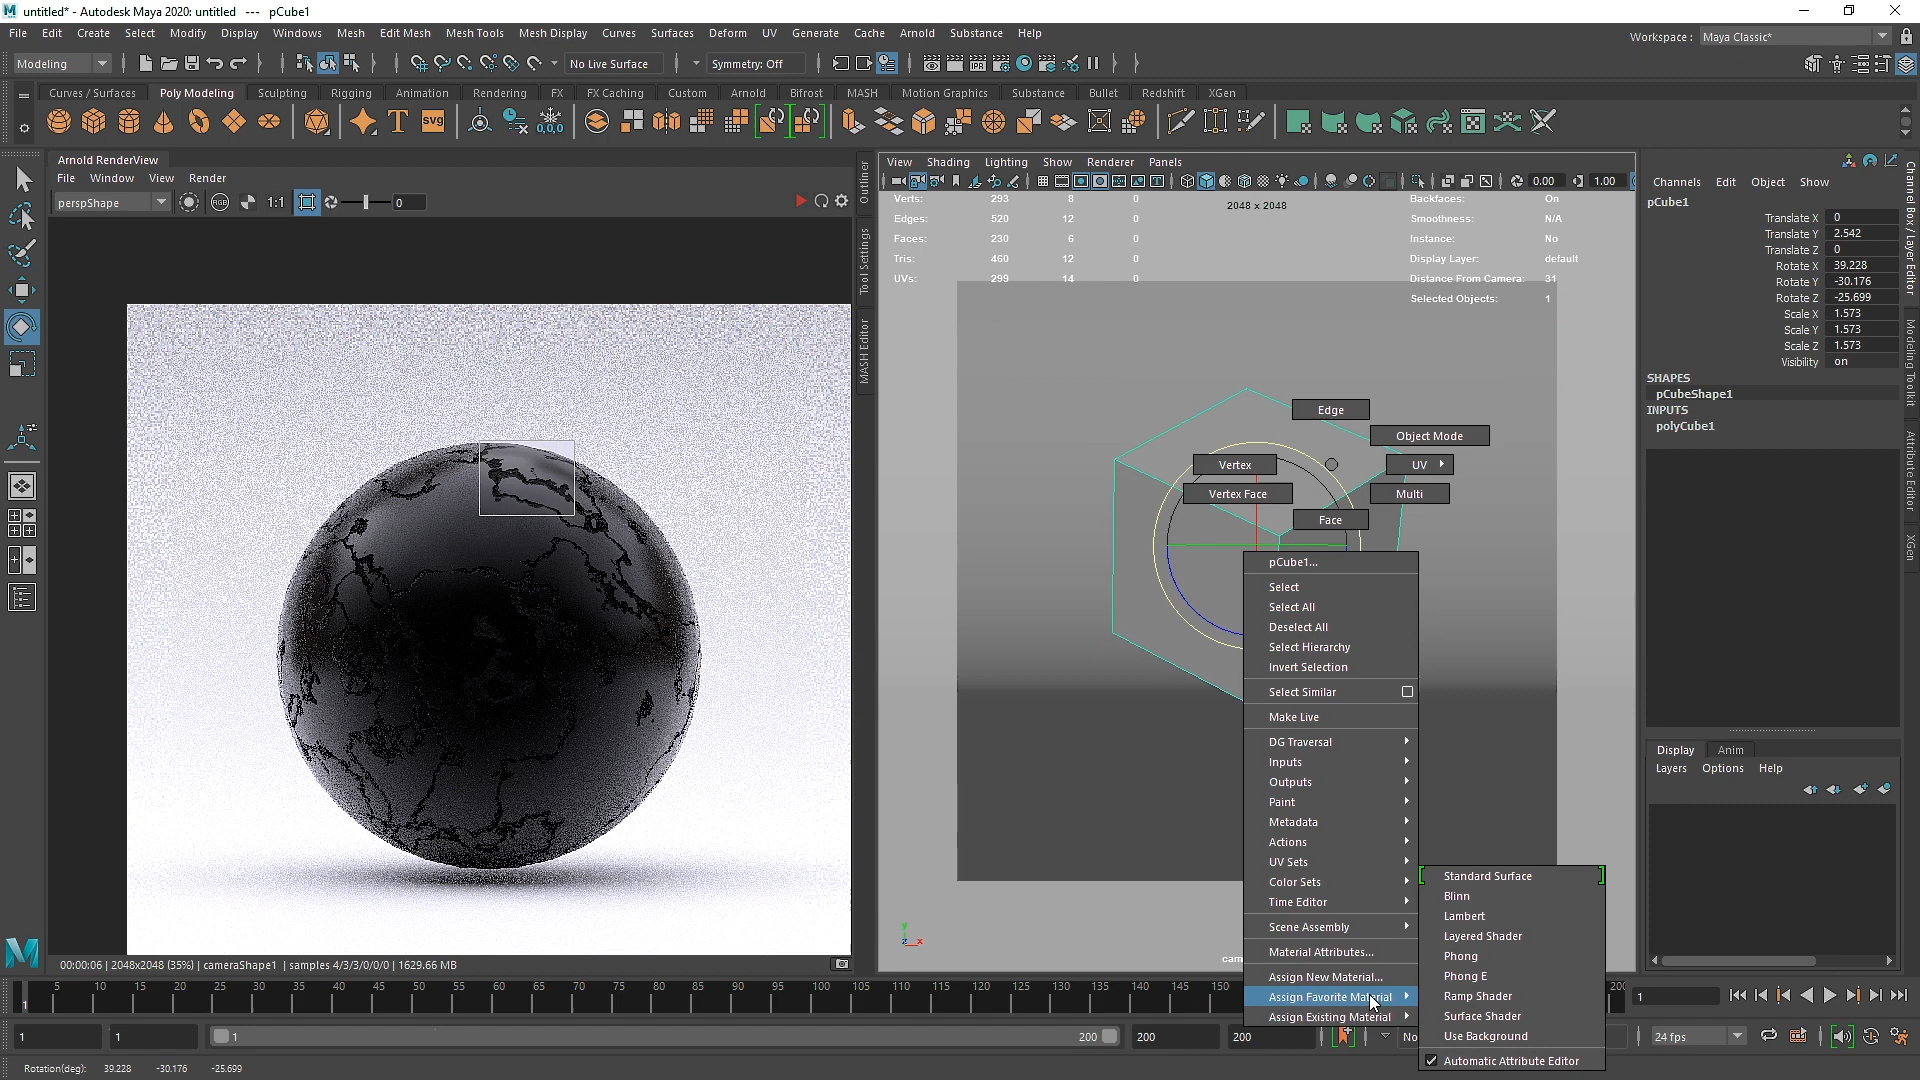 untitled* - Autodesk Maya 2020: untitled --- pCube1
File Edit Create Select Modify Display Windows Mesh Edit Mesh Mesh Tools Mesh Display Curves Surfaces Deform UV Generate Cache Arnold Substance Help
Workspace : Maya Classic*
Modeling No Live Surface Symmetry: Off
Curves / Surfaces Poly Modeling Sculpting Rigging Animation Rendering FX FX Caching Custom Arnold Bifrost MASH Motion Graphics Substance Bullet Redshift XGen
SVG
0,0,0
Arnold RenderView
File Window View Render
perspShape RGB 1:1 0
00:00:06 | 2048x2048 (35%) | cameraShape1 | samples 4/3/3/0/0/0 | 1629.66 MB
Outliner
Tool Settings
MASH Editor
View Shading Lighting Show Renderer Panels
0.00 1.00
2048 x 2048
Verts: 293 8 0
Edges: 520 12 0
Faces: 230 6 0
Tris: 460 12 0
UVs: 299 14 0
Backfaces: On
Smoothness: N/A
Instance: No
Display Layer: default
Distance From Camera: 31
Selected Objects: 1
Edge
Object Mode
Vertex
UV
Vertex Face
Multi
Face
pCube1...
Select
Select All
Deselect All
Select Hierarchy
Invert Selection
Select Similar
Make Live
DG Traversal
Inputs
Outputs
Paint
Metadata
Actions
UV Sets
Color Sets
Time Editor
Scene Assembly
Material Attributes...
Assign New Material...
Assign Favorite Material
Assign Existing Material
Standard Surface
Blinn
Lambert
Layered Shader
Phong
Phong E
Ramp Shader
Surface Shader
Use Background
Automatic Attribute Editor
y
z x
cam
Channels Edit Object Show
pCube1
Translate X 0
Translate Y 2.542
Translate Z 0
Rotate X 39.228
Rotate Y -30.176
Rotate Z -25.699
Scale X 1.573
Scale Y 1.573
Scale Z 1.573
Visibility on
SHAPES
pCubeShape1
INPUTS
polyCube1
Display Anim
Layers Options Help
Channel Box / Layer Editor
Modeling Toolkit
Attribute Editor
XGen
1 5 10 15 20 25 30 35 40 45 50 55 60 65 70 75 80 85 90 95 100 105 110 115 120 125 130 135 140 145 150 200
1
1 1 1 200 200 200 No 24 fps
Rotation(deg): 39.228 -30.176 -25.699